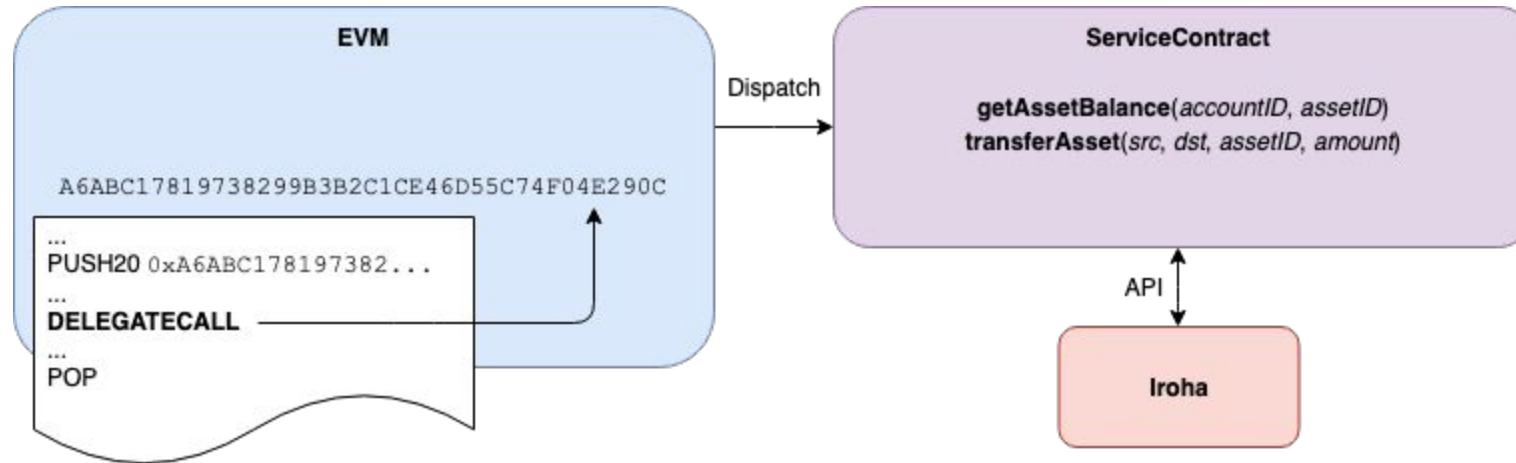 EVM
A6ABC17819738299B3B2C1CE46D55C74F04E290C
...
PUSH20 0xA6ABC178197382...
...
DELEGATECALL
...
POP
Dispatch
ServiceContract
getAssetBalance(accountID, assetID)
transferAsset(src, dst, assetID, amount)
API
Iroha